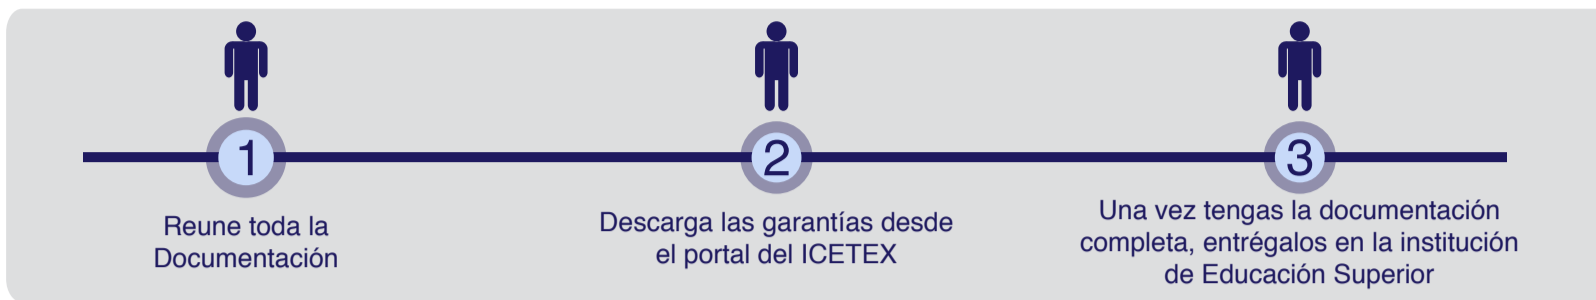 1
Reune toda la
Documentación
2
Descarga las garantías desde
el portal del ICETEX
3
Una vez tengas la documentación
completa, entrégalos en la institución
de Educación Superior